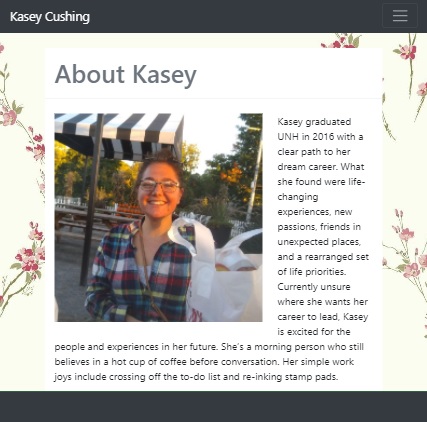 Kasey Cushing
About Kasey
Kasey graduated
UNH in 2016 with a
clear path to her
dream career. What
she found were life-
changing
experiences, new
passions, friends in
unexpected places,
and a rearranged set
of life priorities.
Currently unsure
where she wants her
career to lead, Kasey
is excited for the
people and experiences in her future. She's a morning person who still
believes in a hot cup of coffee before conversation. Her simple work
joys include crossing off the to-do list and re-inking stamp pads.